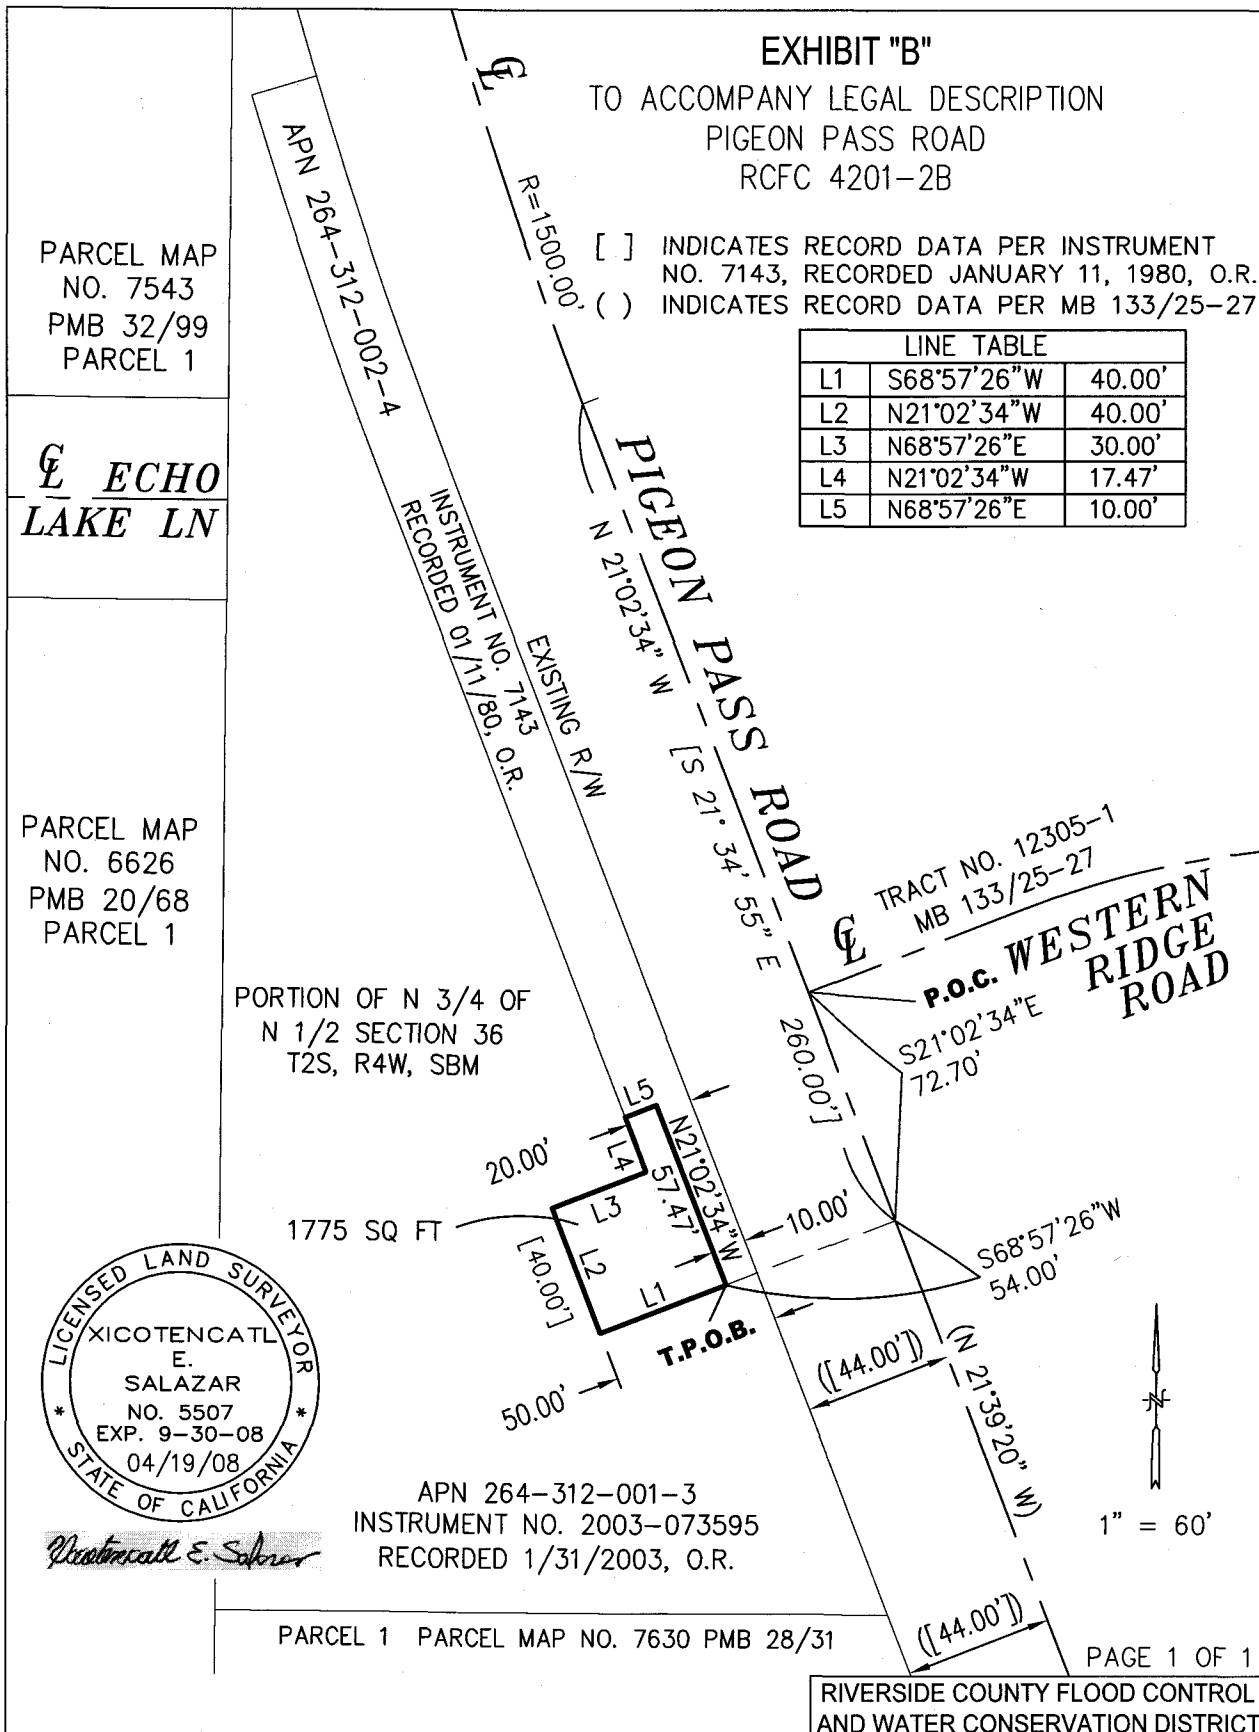 EXHIBIT "B"
TO ACCOMPANY LEGAL DESCRIPTION
PIGEON PASS ROAD
RCFC 4201-2B
[ ] INDICATES RECORD DATA PER INSTRUMENT
NO. 7143, RECORDED JANUARY 11, 1980, O.R.
( ) INDICATES RECORD DATA PER MB 133/25-27
LINE TABLE
L1 S68°57'26"W 40.00'
L2 N21°02'34"W 40.00'
L3 N68°57'26"E 30.00'
L4 N21°02'34"W 17.47'
L5 N68°57'26"E 10.00'
℄
R=1500.00'
APN 264-312-002-4
PARCEL MAP
NO. 7543
PMB 32/99
PARCEL 1
℄ ECHO
LAKE LN
INSTRUMENT NO. 7143
RECORDED 01/11/80, O.R.
EXISTING R/W
PIGEON PASS ROAD
N 21°02'34" W
[S 21° 34' 55" E 260.00']
℄
TRACT NO. 12305-1
MB 133/25-27
WESTERN
RIDGE
ROAD
P.O.C.
S21°02'34"E
72.70'
PARCEL MAP
NO. 6626
PMB 20/68
PARCEL 1
PORTION OF N 3/4 OF
N 1/2 SECTION 36
T2S, R4W, SBM
L5
20.00'
L4
N21°02'34"W
57.47'
L3
10.00'
1775 SQ FT
L2
[40.00']
L1
S68°57'26"W
54.00'
T.P.O.B.
50.00'
([44.00'])
(N 21°39'20" W)
LICENSED LAND SURVEYOR
XICOTENCATL
E.
SALAZAR
NO. 5507
EXP. 9-30-08
04/19/08
* STATE OF CALIFORNIA *
Xicotencatl E. Salazar
APN 264-312-001-3
INSTRUMENT NO. 2003-073595
RECORDED 1/31/2003, O.R.
N
1" = 60'
([44.00'])
PARCEL 1 PARCEL MAP NO. 7630 PMB 28/31
PAGE 1 OF 1
RIVERSIDE COUNTY FLOOD CONTROL
AND WATER CONSERVATION DISTRICT